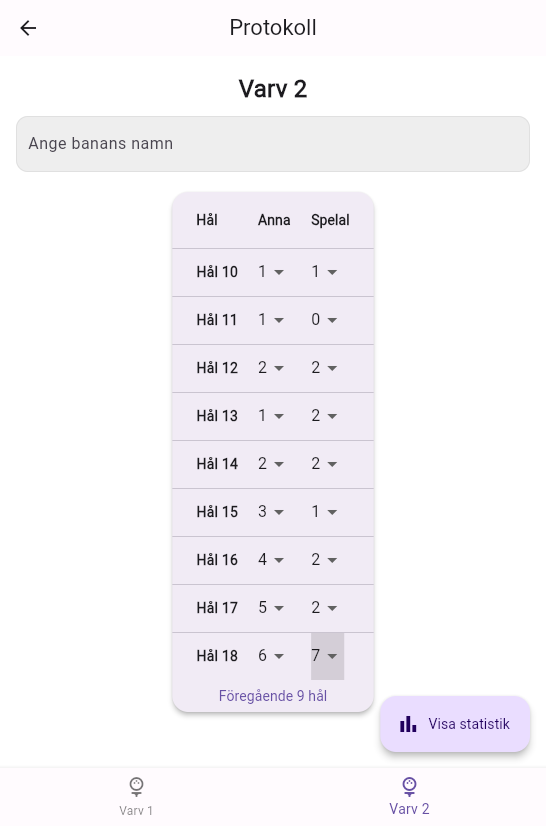 Protokoll
Varv 2
Ange banans namn
Hål Anna Spelal
Hål 10 1 1
Hål 11 1 0
Hål 12 2 2
Hål 13 1 2
Hål 14 2 2
Hål 15 3 1
Hål 16 4 2
Hål 17 5 2
Hål 18 6 7
Föregående 9 hål
Visa statistik
Varv 1 Varv 2